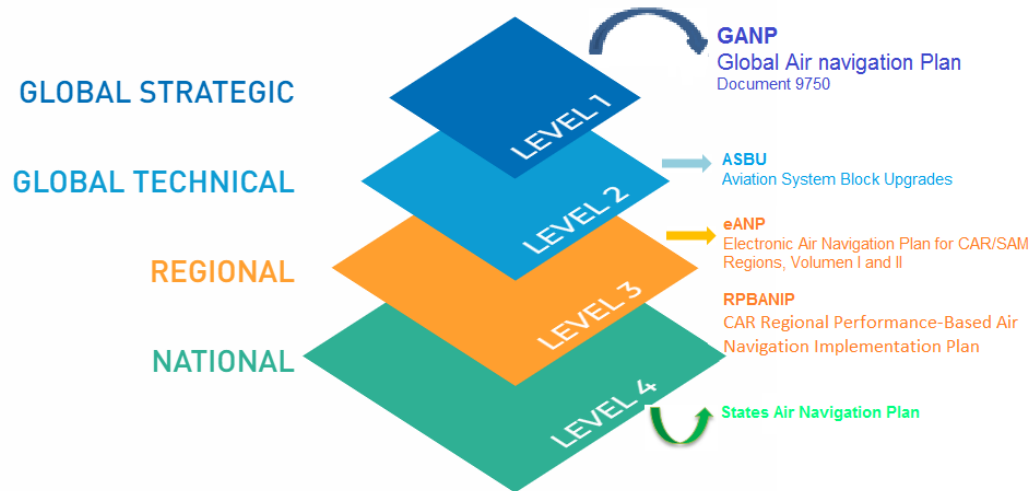 GANP
Global Air navigation Plan
Document 9750
GLOBAL STRATEGIC
LEVEL 1
ASBU
Aviation System Block Upgrades
GLOBAL TECHNICAL
LEVEL 2
eANP
Electronic Air Navigation Plan for CAR/SAM
Regions, Volumen I and II
REGIONAL
LEVEL 3
RPBANIP
CAR Regional Performance-Based Air
Navigation Implementation Plan
NATIONAL
LEVEL 4
States Air Navigation Plan